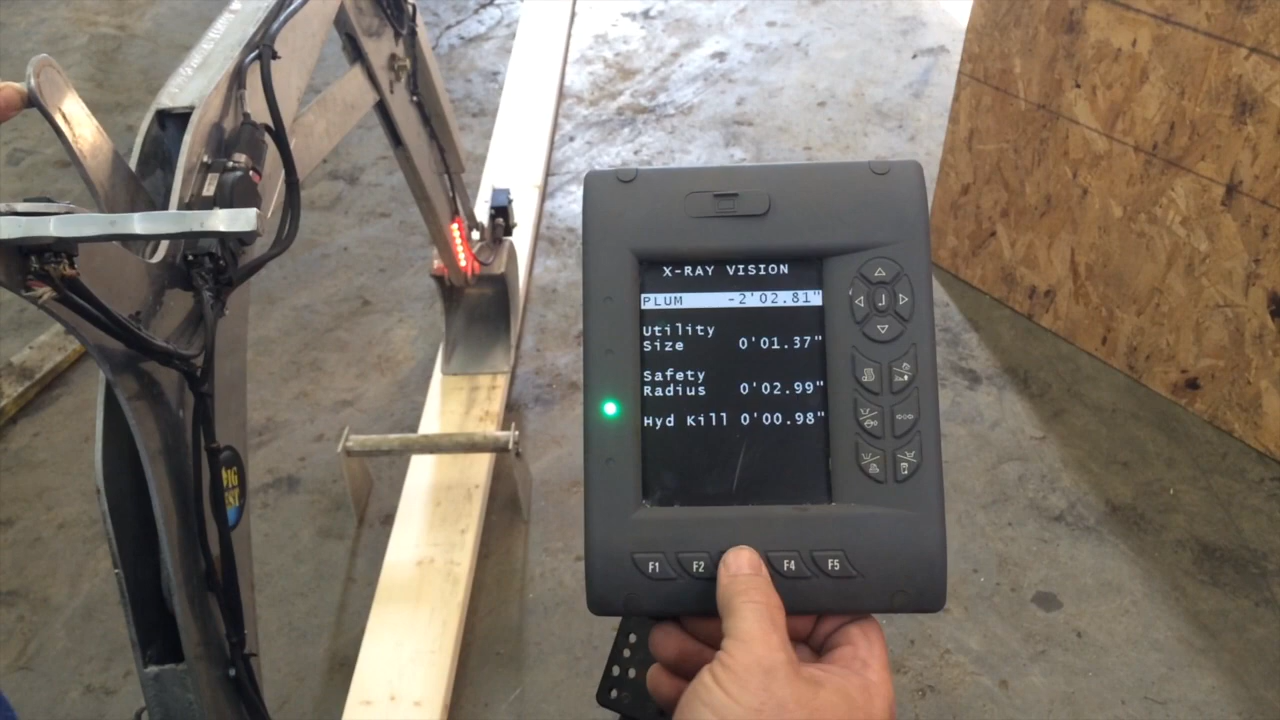 X-RAY VISION
PLUM -2'02.81"
Utility
Size 0'01.37"
Safety
Radius 0'02.99"
Hyd Kill 0'00.98"
F1 F2 F4 F5